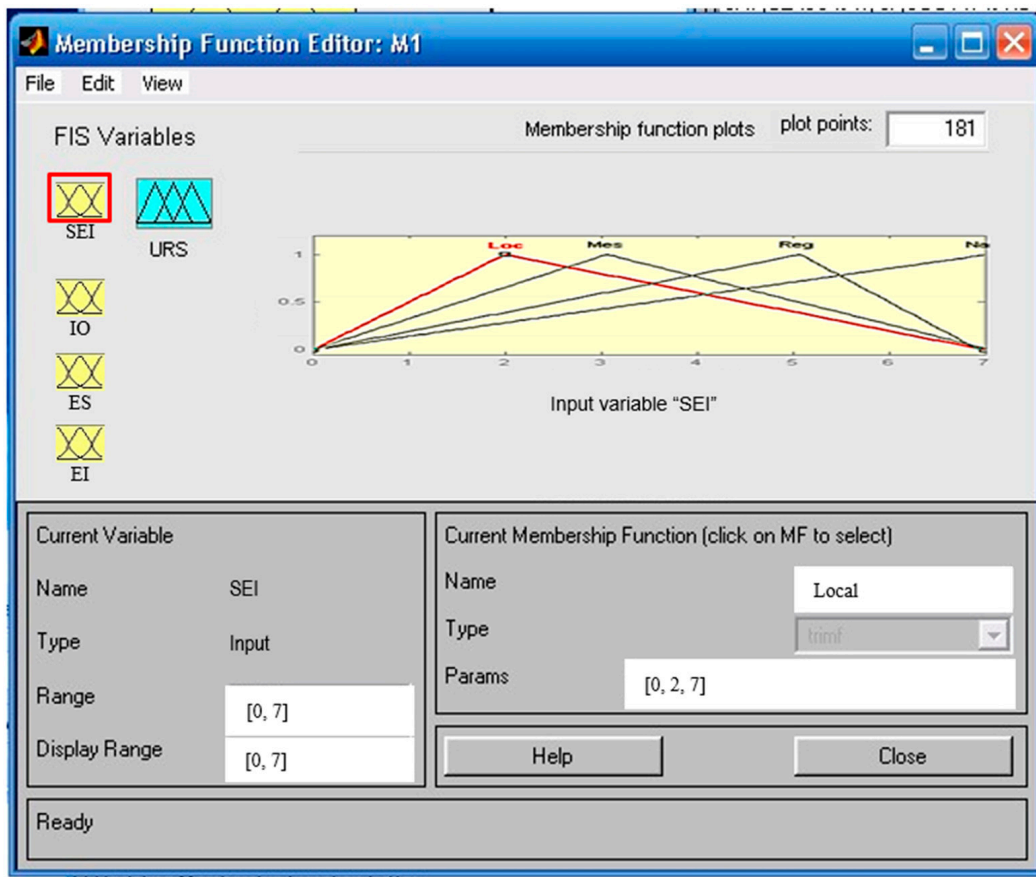 Membership Function Editor: M1
File Edit View
FIS Variables
Membership function plots plot points: 181
SEI
URS
IO
ES
EI
Loc Mes Reg Na
1
0.5
0
0 1 2 3 4 5 6 7
Input variable “SEI”
Current Variable
Name SEI
Type Input
Range [0, 7]
Display Range [0, 7]
Current Membership Function (click on MF to select)
Name Local
Type trimf
Params [0, 2, 7]
Help Close
Ready